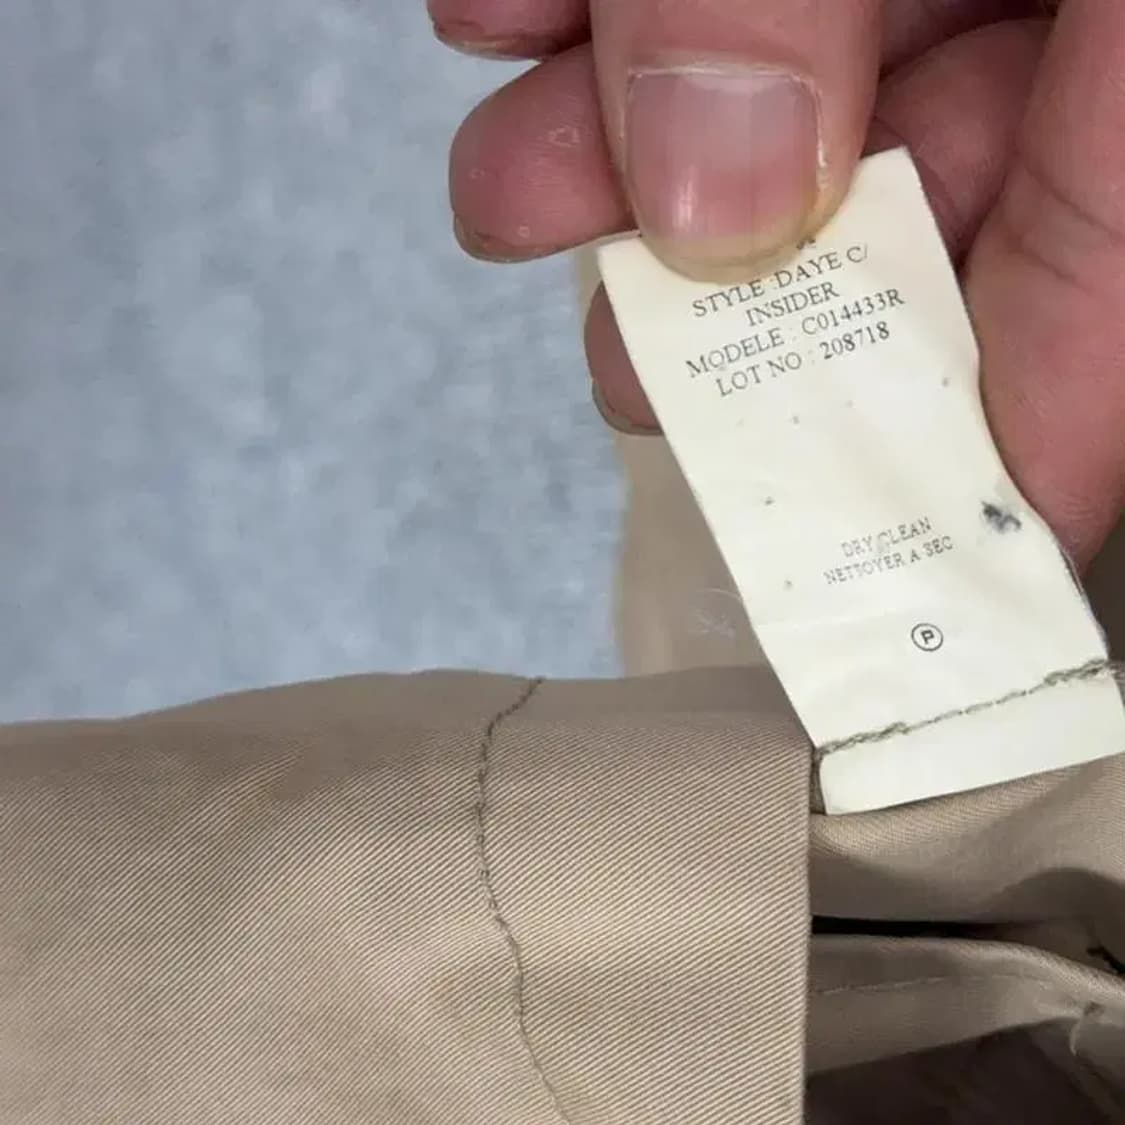 STYLE :DAYE C/
INSIDER
MODELE : C014433R
LOT NO : 208718
DRY CLEAN
NETTOYER A SEC
P